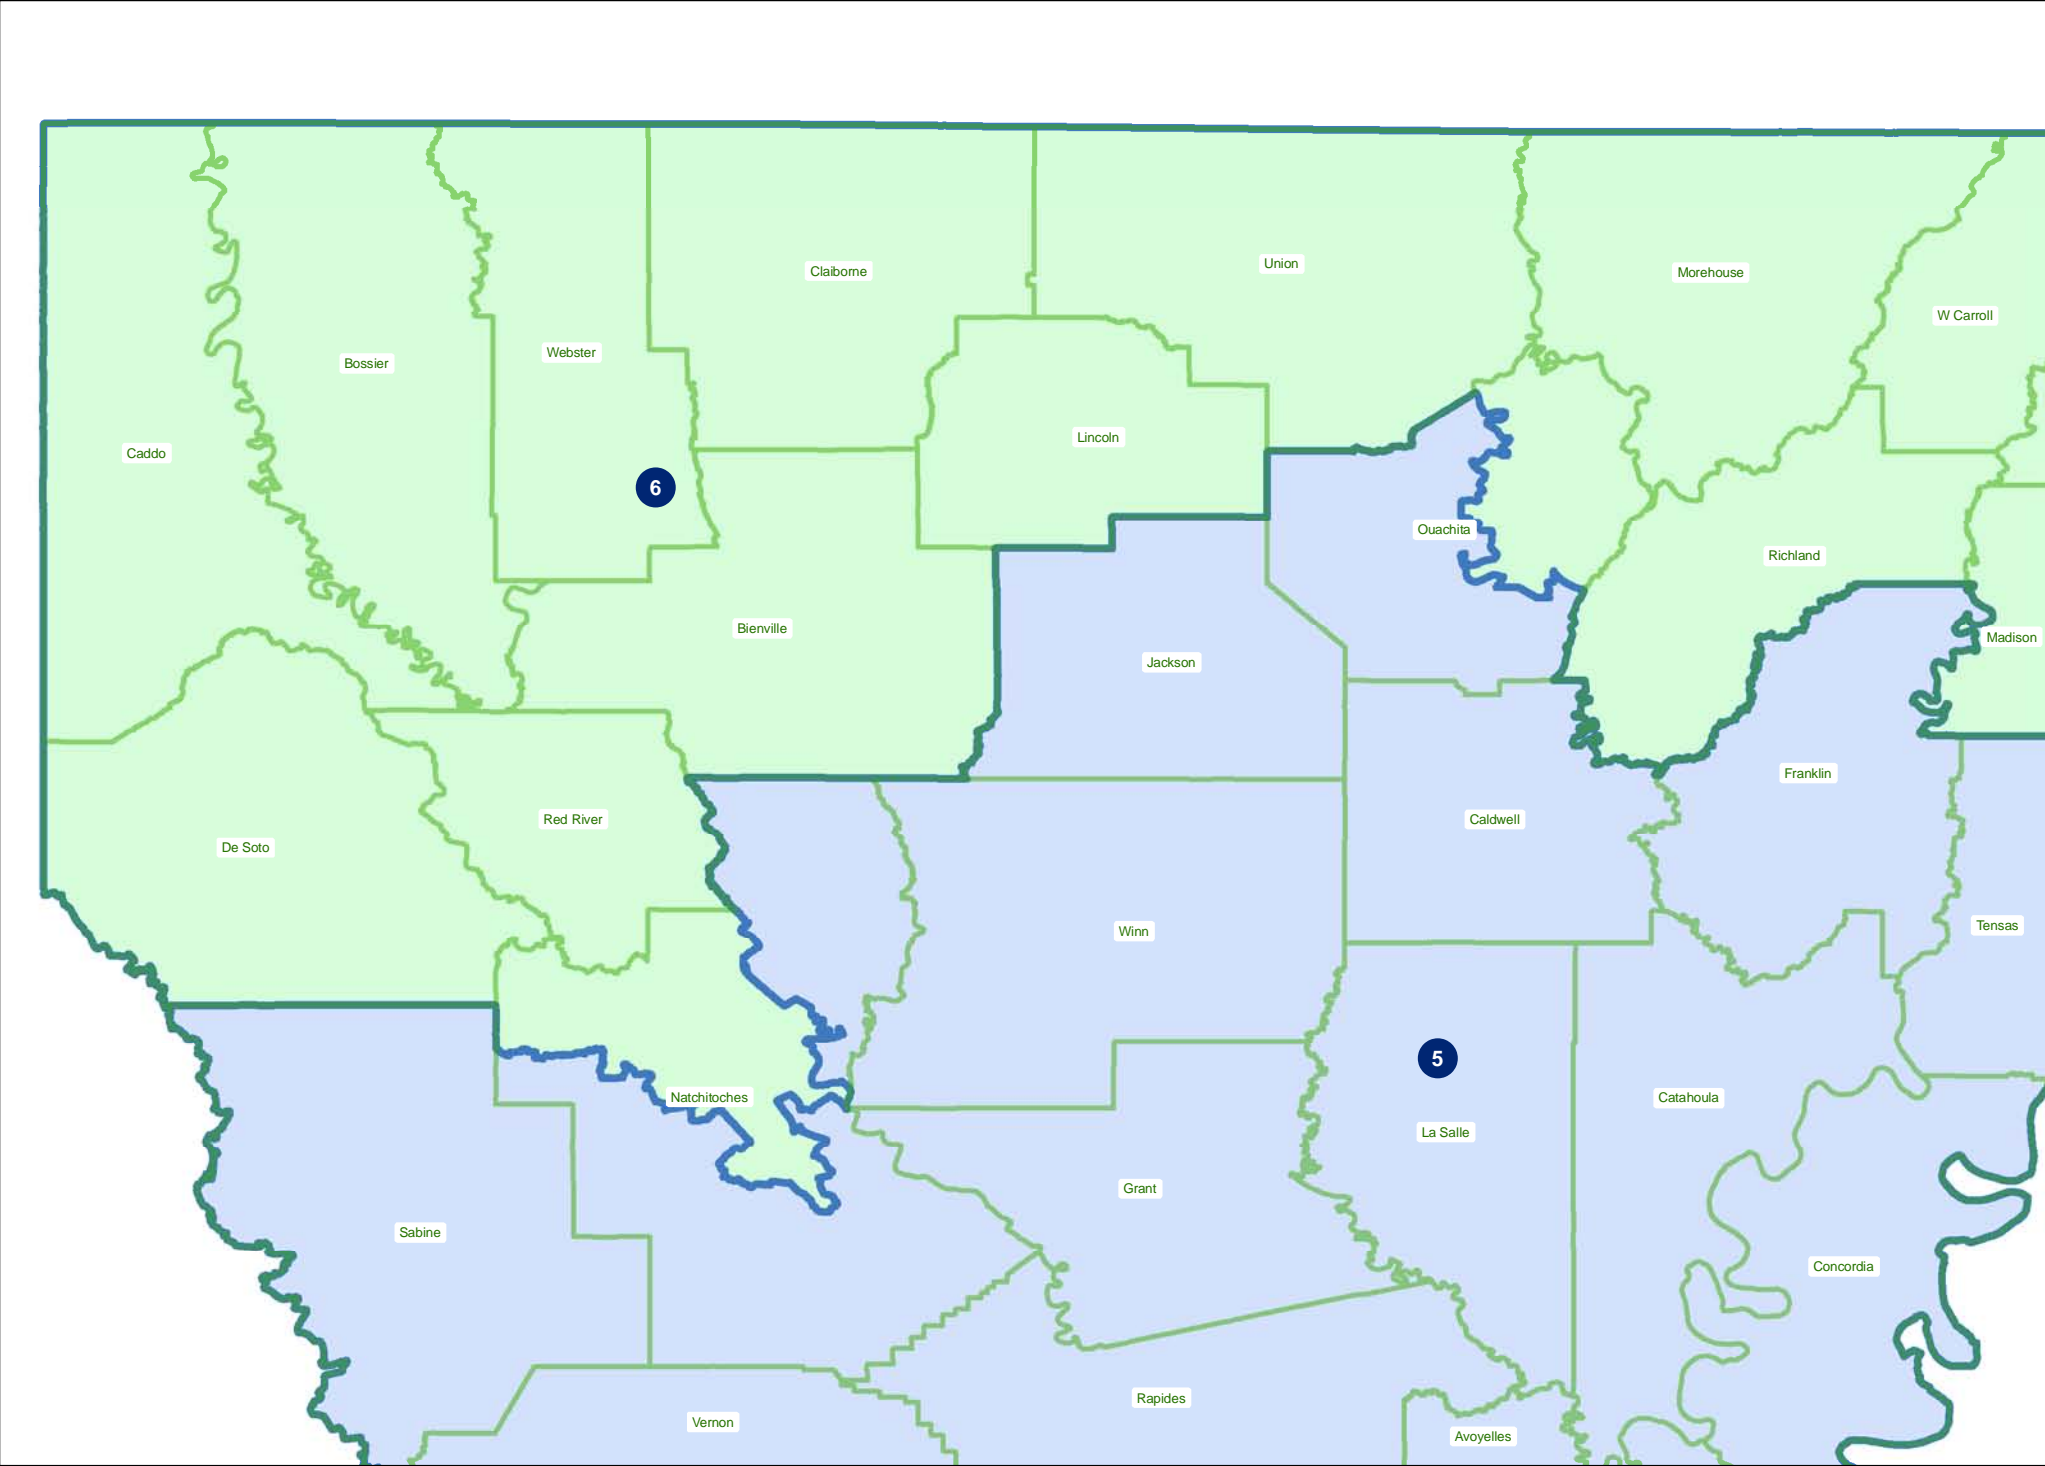 Union
Claiborne
Morehouse
W Carroll
Webster
Bossier
Lincoln
Caddo
6
Ouachita
Richland
Bienville
Madison
Jackson
Franklin
Red River
Caldwell
De Soto
Tensas
Winn
5
Natchitoches
Catahoula
La Salle
Grant
Sabine
Concordia
Rapides
Vernon
Avoyelles